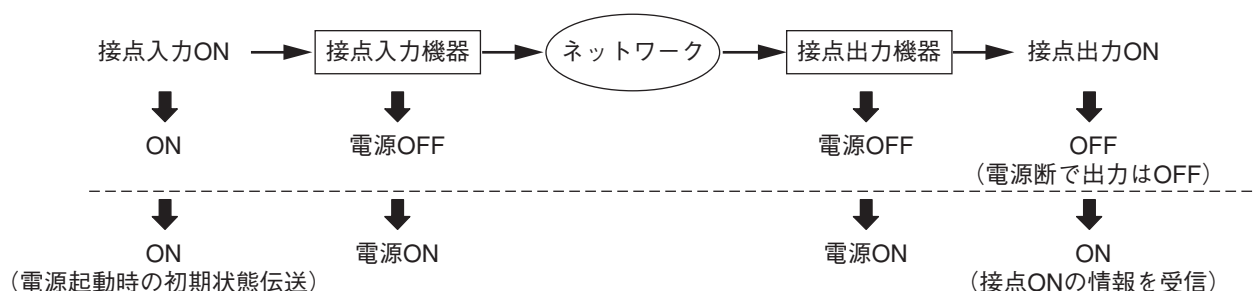 接点入力ON 接点入力機器 ネットワーク 接点出力機器 接点出力ON
ON 電源OFF 電源OFF OFF
（電源断で出力はOFF）
ON 電源ON 電源ON ON
（電源起動時の初期状態伝送） （接点ONの情報を受信）